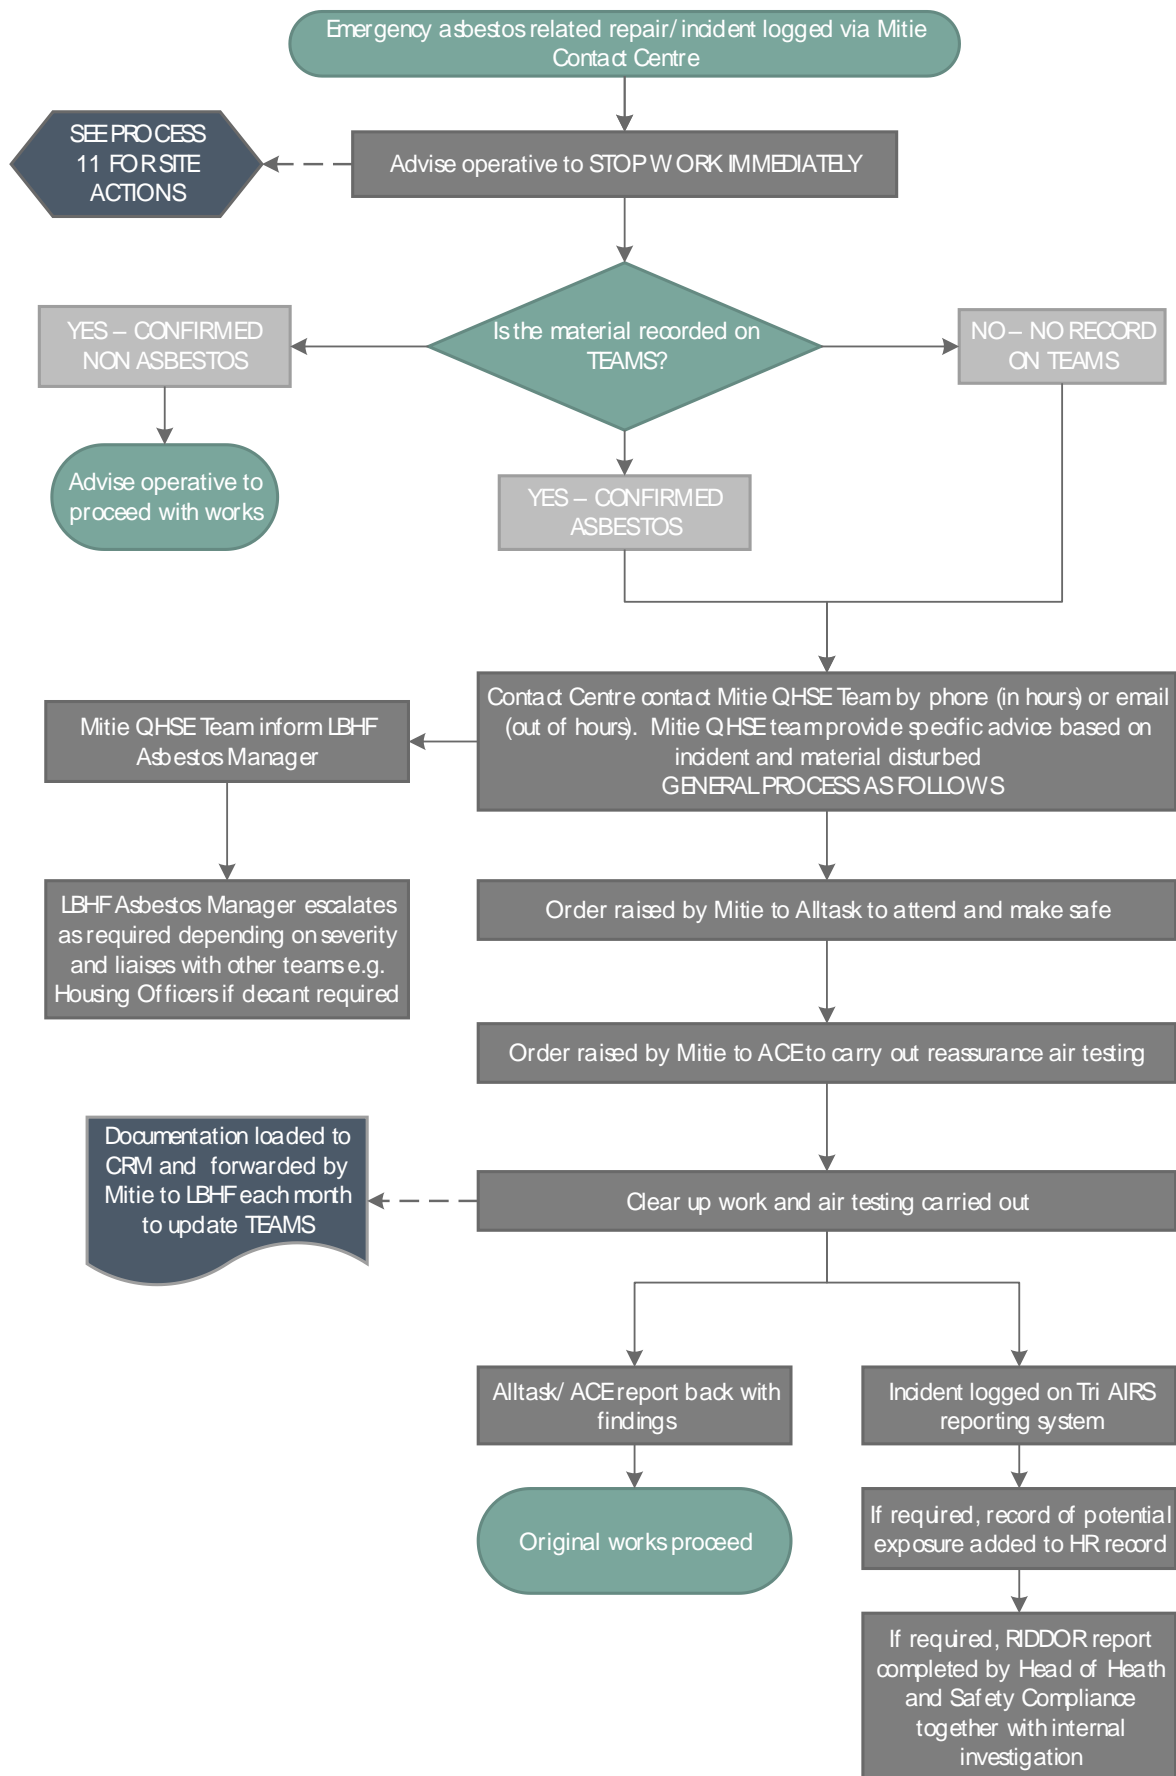 Emergency asbestos related repair/ incident logged via Mitie
Contact Centre
SEE PROCESS
11 FOR SITE
ACTIONS
Advise operative to STOP WORK IMMEDIATELY
YES – CONFIRMED
NON ASBESTOS
Is the material recorded on
TEAMS?
NO – NO RECORD
ON TEAMS
Advise operative to
proceed with works
YES – CONFIRMED
ASBESTOS
Contact Centre contact Mitie QHSE Team by phone (in hours) or email
(out of hours).  Mitie QHSE team provide specific advice based on
incident and material disturbed
GENERAL PROCESS AS FOLLOWS
Mitie QHSE Team inform LBHF
Asbestos Manager
LBHF Asbestos Manager escalates
as required depending on severity
and liaises with other teams e.g.
Housing Officers if decant required
Order raised by Mitie to Alltask to attend and make safe
Order raised by Mitie to ACE to carry out reassurance air testing
Documentation loaded to
CRM and  forwarded by
Mitie to LBHF each month
to update TEAMS
Clear up work and air testing carried out
Alltask/ ACE report back with
findings
Incident logged on Tri AIRS
reporting system
Original works proceed
If required, record of potential
exposure added to HR record
If required, RIDDOR report
completed by Head of Heath
and Safety Compliance
together with internal
investigation